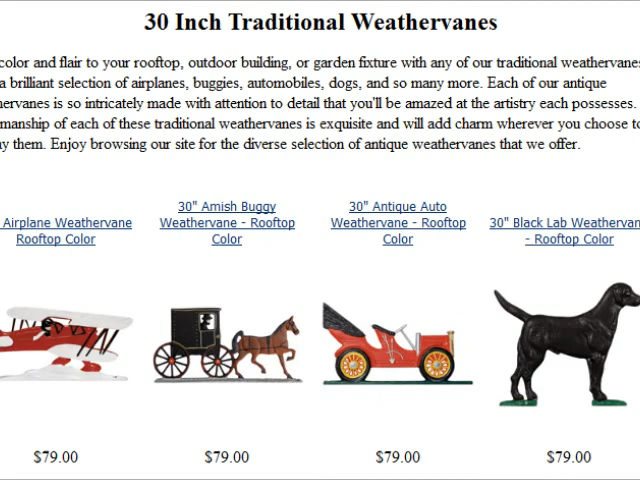 30 Inch Traditional Weathervanes
color and flair to your rooftop, outdoor building, or garden fixture with any of our traditional weathervanes
a brilliant selection of airplanes, buggies, automobiles, dogs, and so many more. Each of our antique
hervanes is so intricately made with attention to detail that you'll be amazed at the artistry each possesses.
manship of each of these traditional weathervanes is exquisite and will add charm wherever you choose to
ay them. Enjoy browsing our site for the diverse selection of antique weathervanes that we offer.
Airplane Weathervane
Rooftop Color
30" Amish Buggy
Weathervane - Rooftop
Color
30" Antique Auto
Weathervane - Rooftop
Color
30" Black Lab Weathervan
- Rooftop Color
$79.00
$79.00
$79.00
$79.00